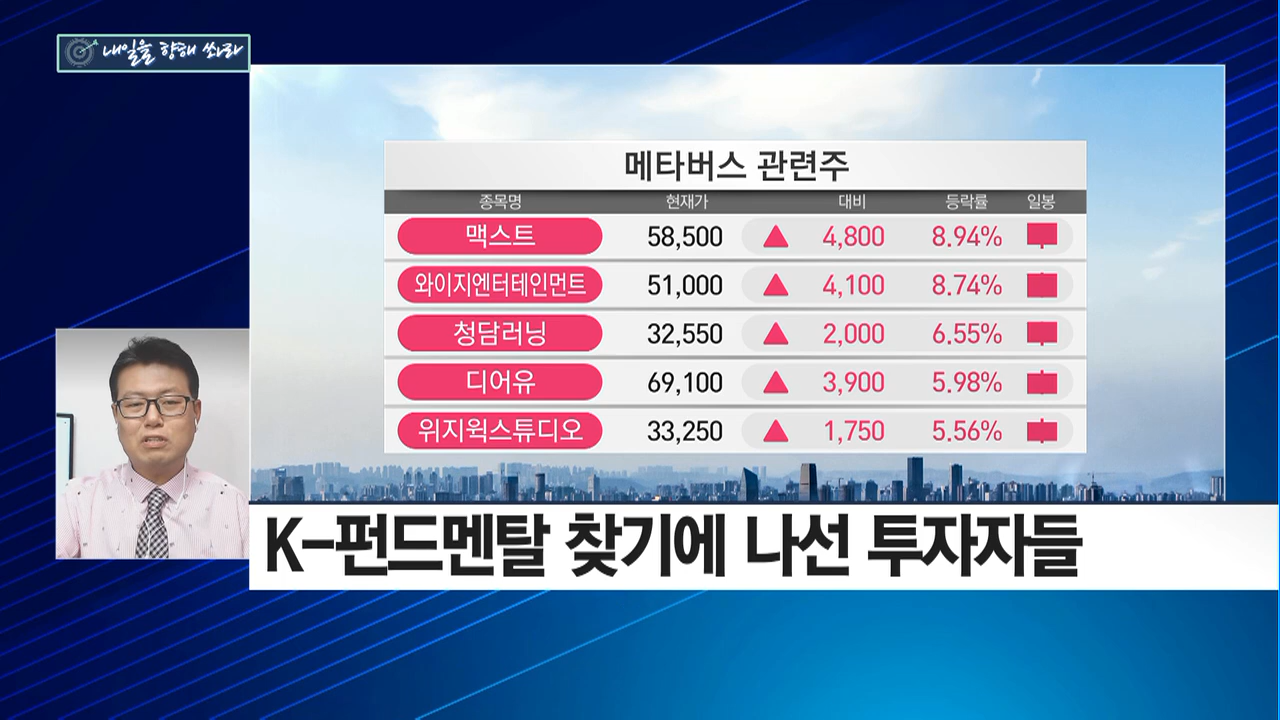 내일을 향해 쏴라
메타버스 관련주
종목명 현재가 대비 등락률 일봉
맥스트 58,500 ▲ 4,800 8.94%
와이지엔터테인먼트 51,000 ▲ 4,100 8.74%
청담러닝 32,550 ▲ 2,000 6.55%
디어유 69,100 ▲ 3,900 5.98%
위지윅스튜디오 33,250 ▲ 1,750 5.56%
K-펀드멘탈 찾기에 나선 투자자들